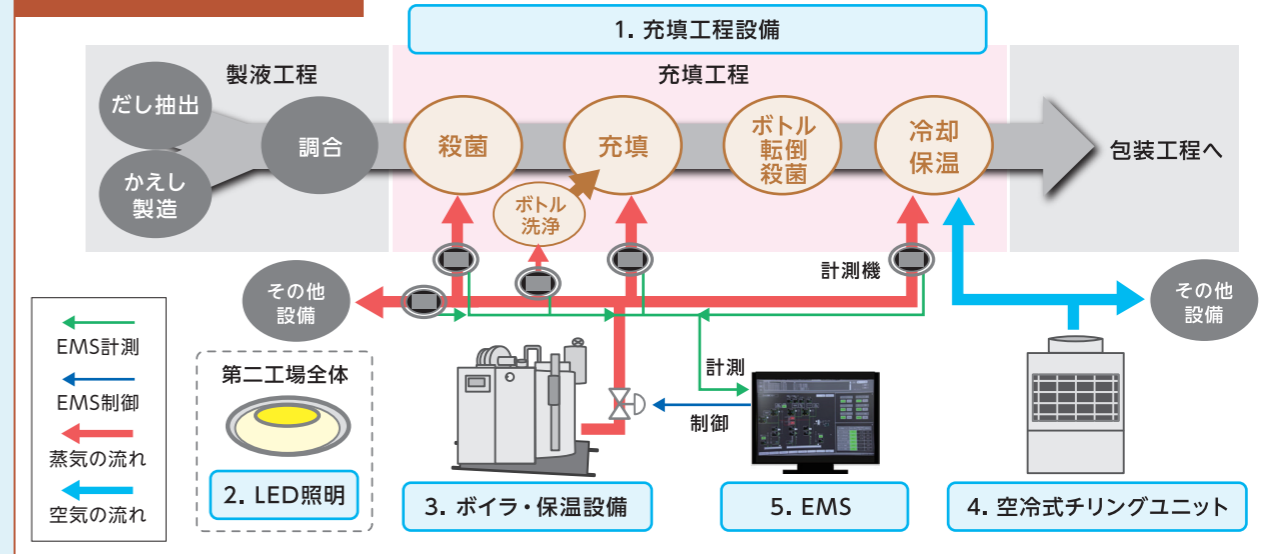 1. 充填工程設備
製液工程
充填工程
だし抽出
かえし
製造
調合
殺菌
ボトル
洗浄
充填
ボトル
転倒
殺菌
冷却
保温
包装工程へ
計測機
その他
設備
その他
設備
EMS計測
EMS制御
蒸気の流れ
空気の流れ
第二工場全体
2. LED照明
3. ボイラ・保温設備
計測
制御
5. EMS
4. 空冷式チリングユニット